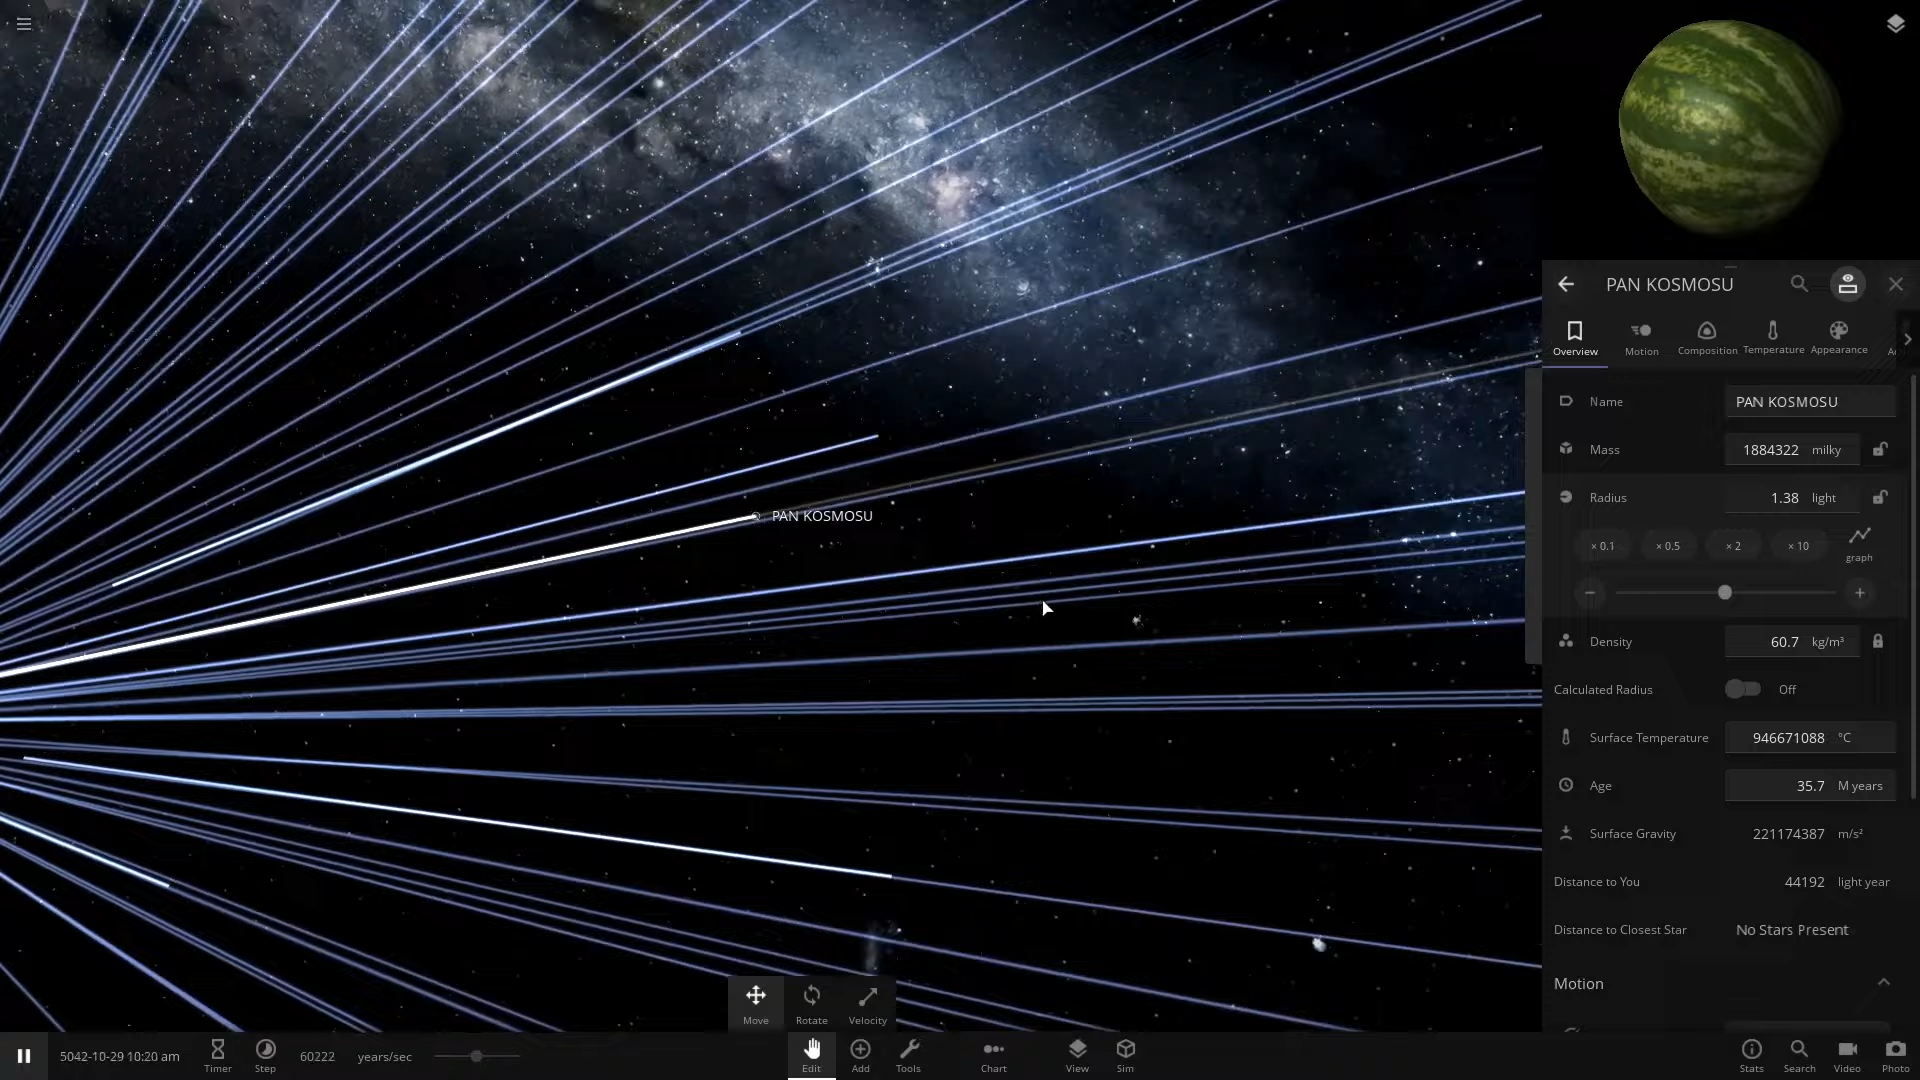 PAN KOSMOSU
PAN KOSMOSU
Overview
Motion
Composition
Temperature
Appearance
Name
PAN KOSMOSU
Mass
1884322 milky
Radius
1.38 light
× 0.1
× 0.5
× 2
× 10
graph
Density
60.7 kg/m³
Calculated Radius
Off
Surface Temperature
946671088 °C
Age
35.7 M years
Surface Gravity
221174387 m/s²
Distance to You
44192 light year
Distance to Closest Star
No Stars Present
Motion
Move
Rotate
Velocity
5042-10-29 10:20 am
Timer
Step
60222 years/sec
Edit
Add
Tools
Chart
View
Sim
Stats
Search
Video
Photo